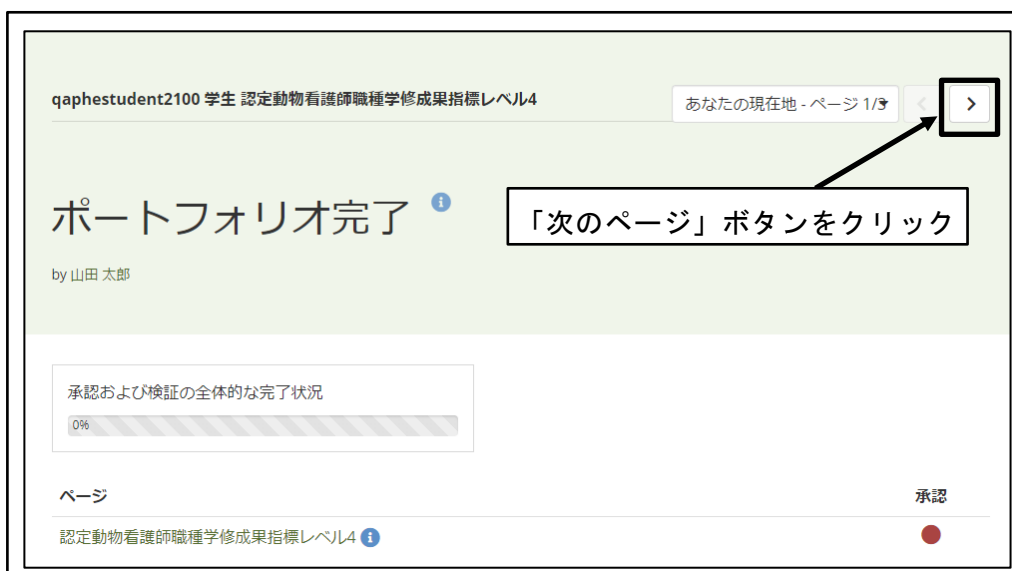 qaphestudent2100 学生 認定動物看護師職種学修成果指標レベル4
あなたの現在地 - ページ 1/3
「次のページ」ボタンをクリック
ポートフォリオ完了
by 山田 太郎
承認および検証の全体的な完了状況
0%
ページ 承認
認定動物看護師職種学修成果指標レベル4